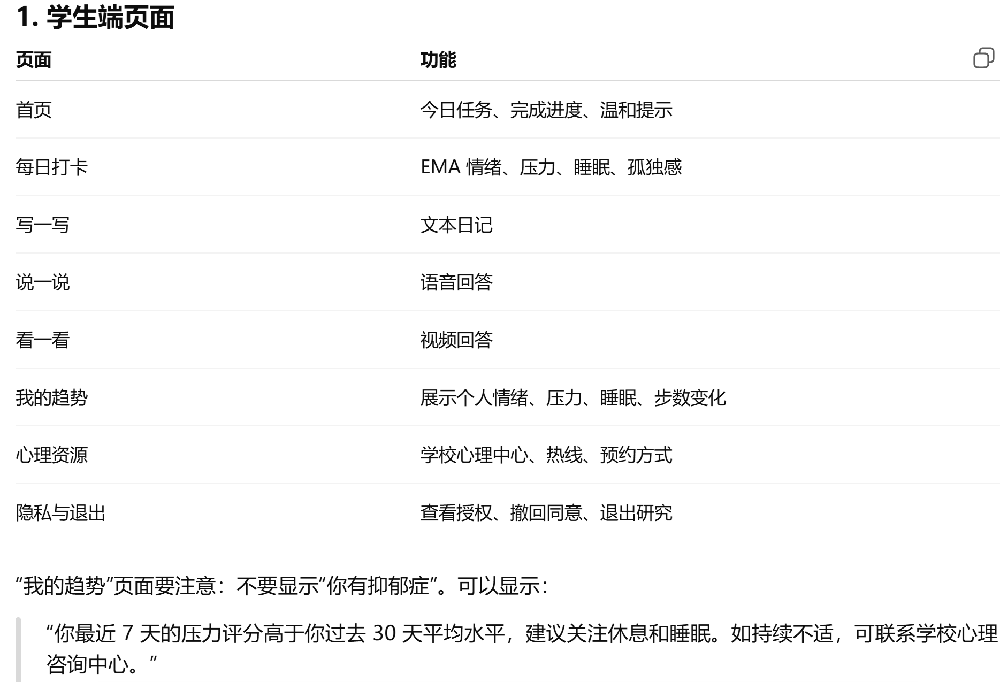 1. 学生端页面
页面 功能
首页 今日任务、完成进度、温和提示
每日打卡 EMA 情绪、压力、睡眠、孤独感
写一写 文本日记
说一说 语音回答
看一看 视频回答
我的趋势 展示个人情绪、压力、睡眠、步数变化
心理资源 学校心理中心、热线、预约方式
隐私与退出 查看授权、撤回同意、退出研究
“我的趋势”页面要注意：不要显示“你有抑郁症”。可以显示：
“你最近 7 天的压力评分高于你过去 30 天平均水平，建议关注休息和睡眠。如持续不适，可联系学校心理
咨询中心。”